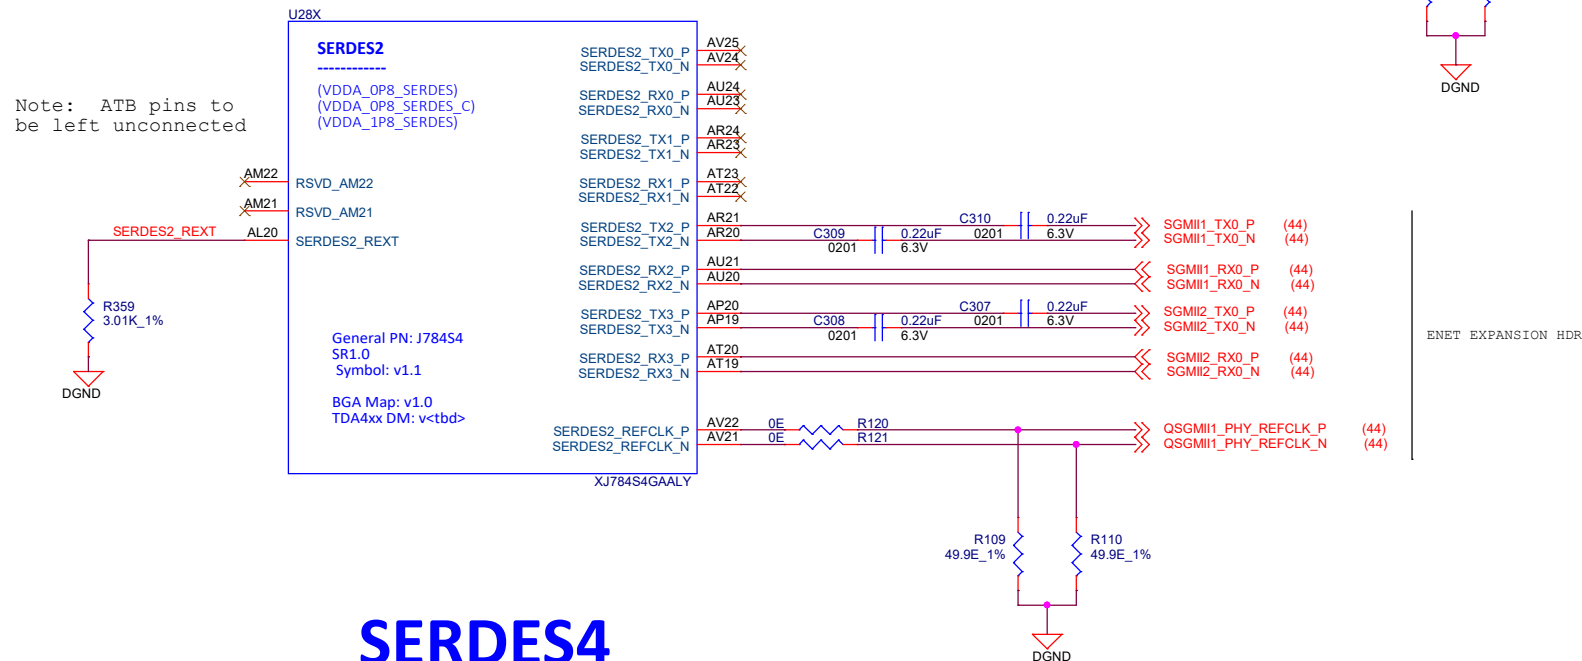 U28X
SERDES2
------------
(VDDA_0P8_SERDES)
(VDDA_0P8_SERDES_C)
(VDDA_1P8_SERDES)
Note: ATB pins to
be left unconnected
AM22
RSVD_AM22
AM21
RSVD_AM21
SERDES2_REXT
AL20
SERDES2_REXT
R359
3.01K_1%
DGND
General PN: J784S4
SR1.0
Symbol: v1.1
BGA Map: v1.0
TDA4xx DM: v<tbd>
SERDES2_TX0_P AV25
SERDES2_TX0_N AV24
SERDES2_RX0_P AU24
SERDES2_RX0_N AU23
SERDES2_TX1_P AR24
SERDES2_TX1_N AR23
SERDES2_RX1_P AT23
SERDES2_RX1_N AT22
SERDES2_TX2_P AR21 C310 0.22uF SGMII1_TX0_P (44)
SERDES2_TX2_N AR20 C309 0.22uF 0201 6.3V SGMII1_TX0_N (44)
0201 6.3V
SERDES2_RX2_P AU21 SGMII1_RX0_P (44)
SERDES2_RX2_N AU20 SGMII1_RX0_N (44)
SERDES2_TX3_P AP20 C307 0.22uF SGMII2_TX0_P (44)
SERDES2_TX3_N AP19 C308 0.22uF 0201 6.3V SGMII2_TX0_N (44)
0201 6.3V
SERDES2_RX3_P AT20 SGMII2_RX0_P (44)
SERDES2_RX3_N AT19 SGMII2_RX0_N (44)
SERDES2_REFCLK_P AV22 0E R120 QSGMII1_PHY_REFCLK_P (44)
SERDES2_REFCLK_N AV21 0E R121 QSGMII1_PHY_REFCLK_N (44)
XJ784S4GAALY
ENET EXPANSION HDR
DGND
R109
49.9E_1%
R110
49.9E_1%
DGND
SERDES4